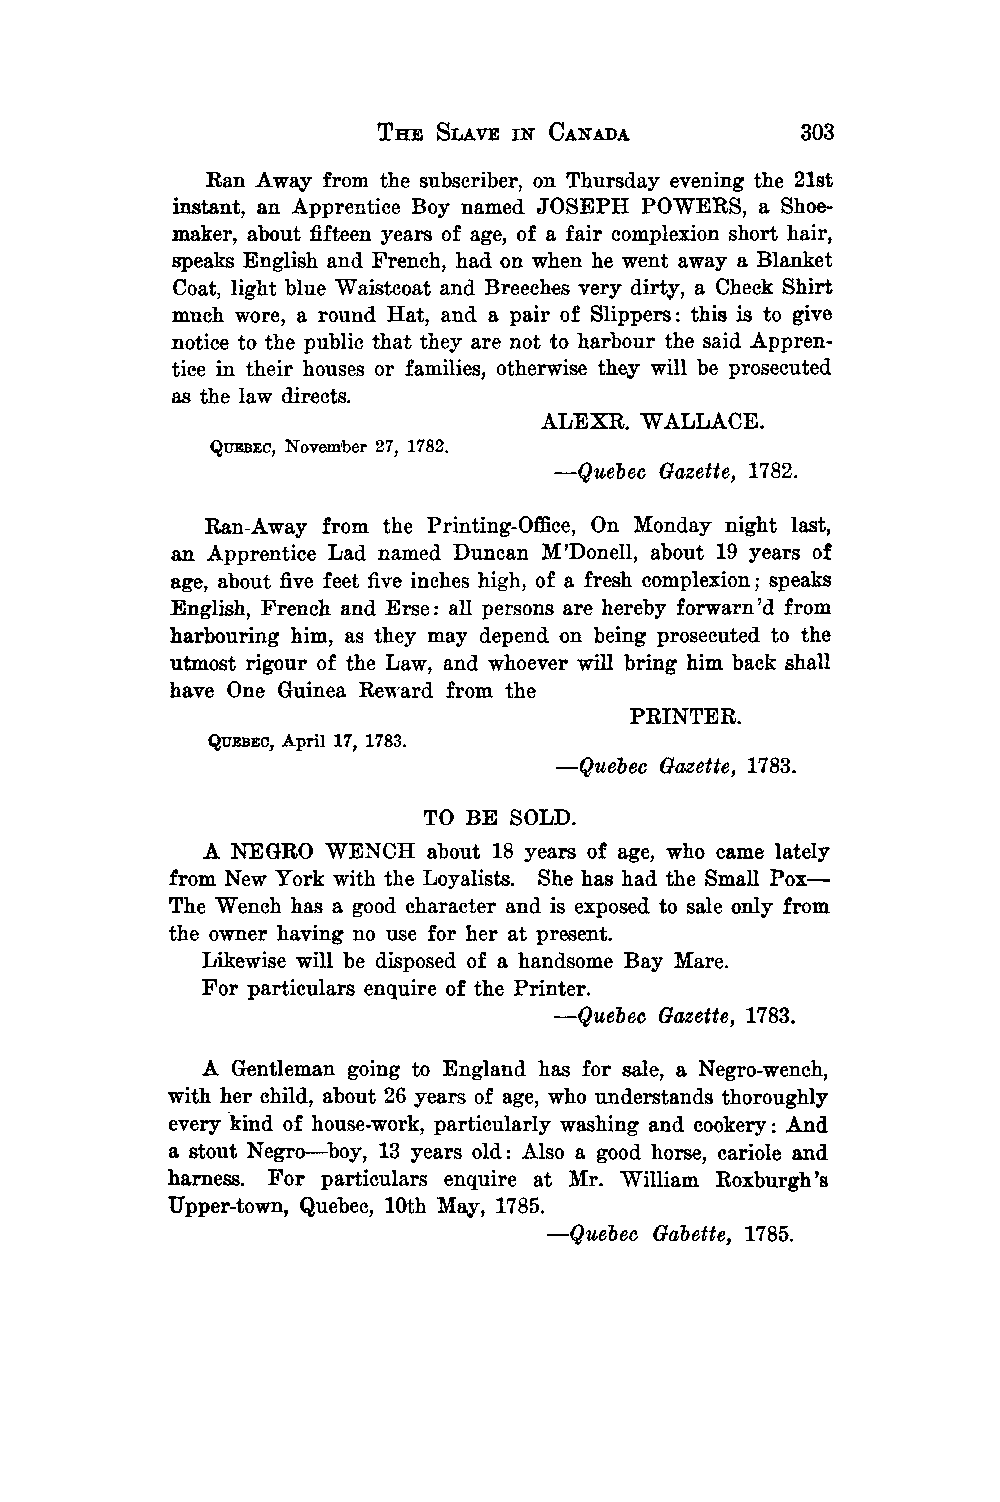 THE SLAVE IN CANADA 303
Ran Away from the subscriber, on Thursday evening the 21st
instant, an Apprentice Boy named JOSEPH POWERS, a Shoe-
maker, about fifteen years of age, of a fair complexion short hair,
speaks English and French, had on when he went away a Blanket
Coat, light blue Waistcoat and Breeches very dirty, a Check Shirt
much wore, a round Hat, and a pair of Slippers: this is to give
notice to the public that they are not to harbour the said Appren-
tice in their houses or families, otherwise they will be prosecuted
as the law directs.
ALEXR. WALLACE.
QUEBEC, November 27, 1782.
—Quebec Gazette, 1782.
Ran-Away from the Printing-Office, On Monday night last,
an Apprentice Lad named Duncan M'Donell, about 19 years of
age, about five feet five inches high, of a fresh complexion; speaks
English, French and Erse: all persons are hereby forwarn'd from
harbouring him, as they may depend on being prosecuted to the
utmost rigour of the Law, and whoever will bring him back shall
have One Guinea Reward from the
PRINTER.
QUEBEC, April 17, 1783.
—Quebec Gazette, 1783.
TO BE SOLD.
A NEGRO WENCH about 18 years of age, who came lately
from New York with the Loyalists. She has had the Small Pox—
The Wench has a good character and is exposed to sale only from
the owner having no use for her at present.
Likewise will be disposed of a handsome Bay Mare.
For particulars enquire of the Printer.
—Quebec Gazette, 1783.
A Gentleman going to England has for sale, a Negro-wench,
with her child, about 26 years of age, who understands thoroughly
every kind of house-work, particularly washing and cookery: And
a stout Negro—boy, 13 years old: Also a good horse, cariole and
harness. For particulars enquire at Mr. William Roxburgh's
Upper-town, Quebec, 10th May, 1785.
—Quebec Gabette, 1785.